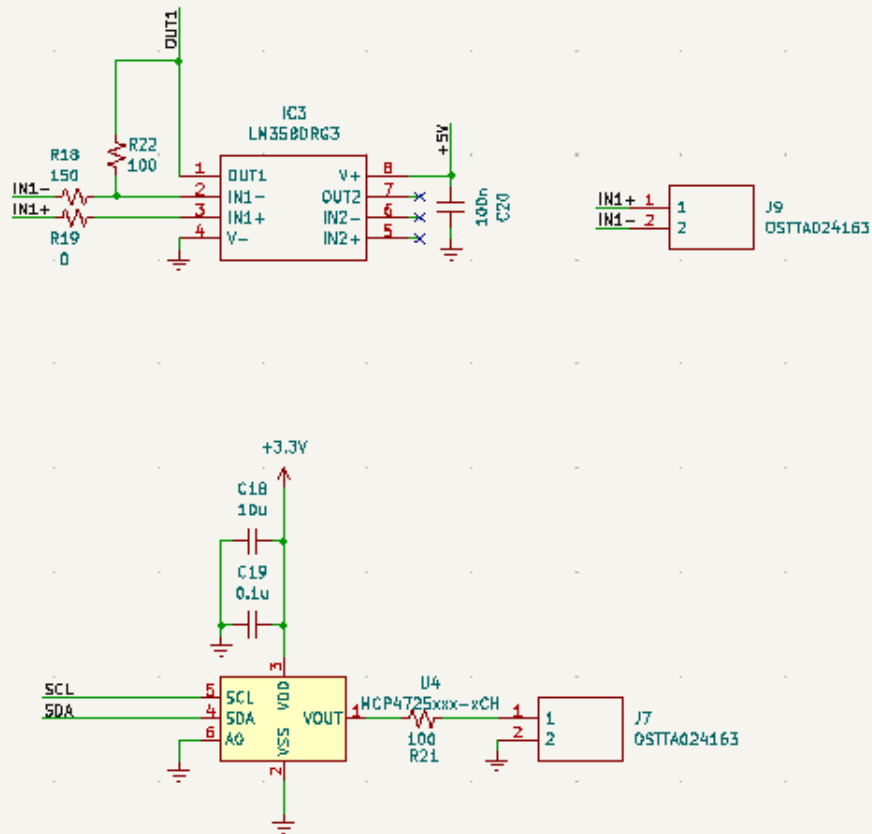 OUT1
IC3
LM358DRG3
R22
100
+5V
R18
150
1 OUT1 V+ 8
IN1- 2 IN1- OUT2 7
IN1+ 3 IN1+ IN2- 6
4 V- IN2+ 5
R19
0
100n
C20
IN1+ 1 1
IN1- 2 2
J9
OSTTAD24163
+3.3V
C18
10u
C19
0.1u
3
VDD
SCL 5 SCL
SDA 4 SDA
6 A0
VOUT 1
VSS
2
U4
MCP4725xxx-xCH
100
R21
1 1
2 2
J7
OSTTA024163